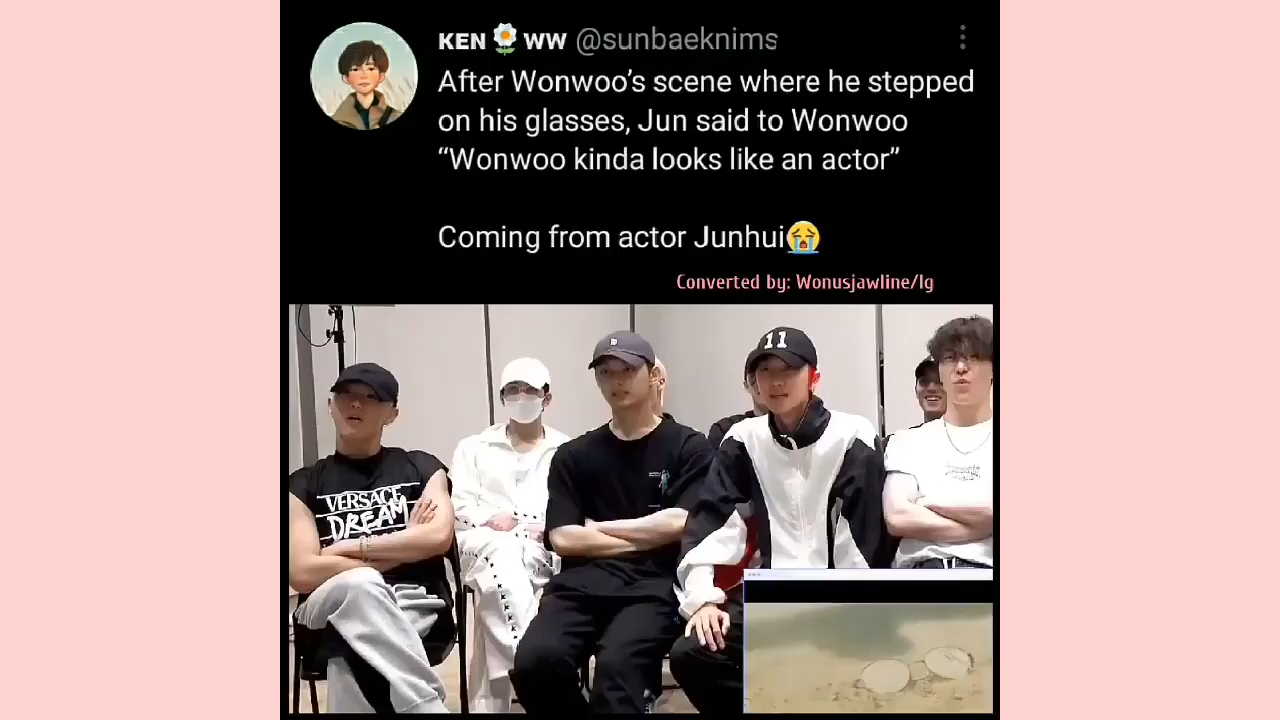 KEN🌼WW @sunbaeknims
After Wonwoo’s scene where he stepped
on his glasses, Jun said to Wonwoo
“Wonwoo kinda looks like an actor”
Coming from actor Junhui😭
Converted by: Wonusjawline/Ig
11
VERSACE
DREAM